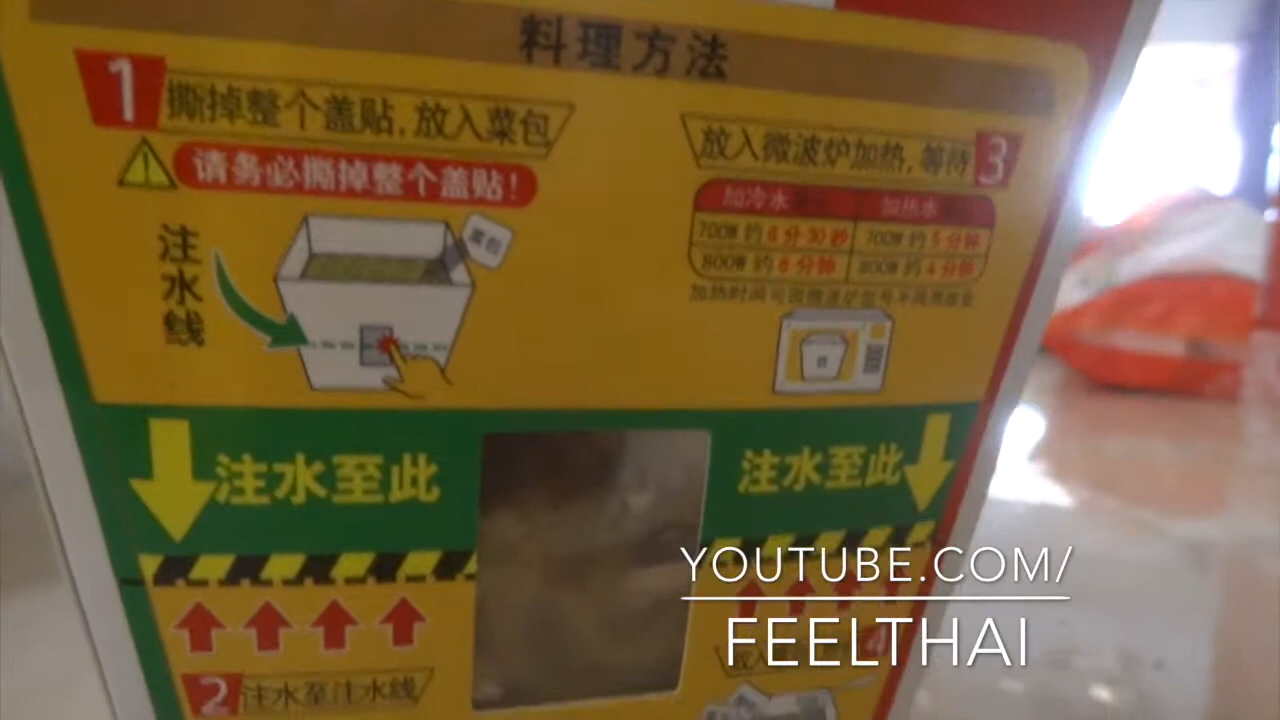 料理方法
1 撕掉整个盖贴，放入菜包
请务必撕掉整个盖贴！
注水线
菜包
放入微波炉加热，等待 3
加冷水 加热水
700W 约 6分30秒 700W 约 5分钟
800W 约 6分钟 800W 约 4分钟
注水至此
注水至此
2 注水至注水线
YOUTUBE.COM/
FEELTHAI